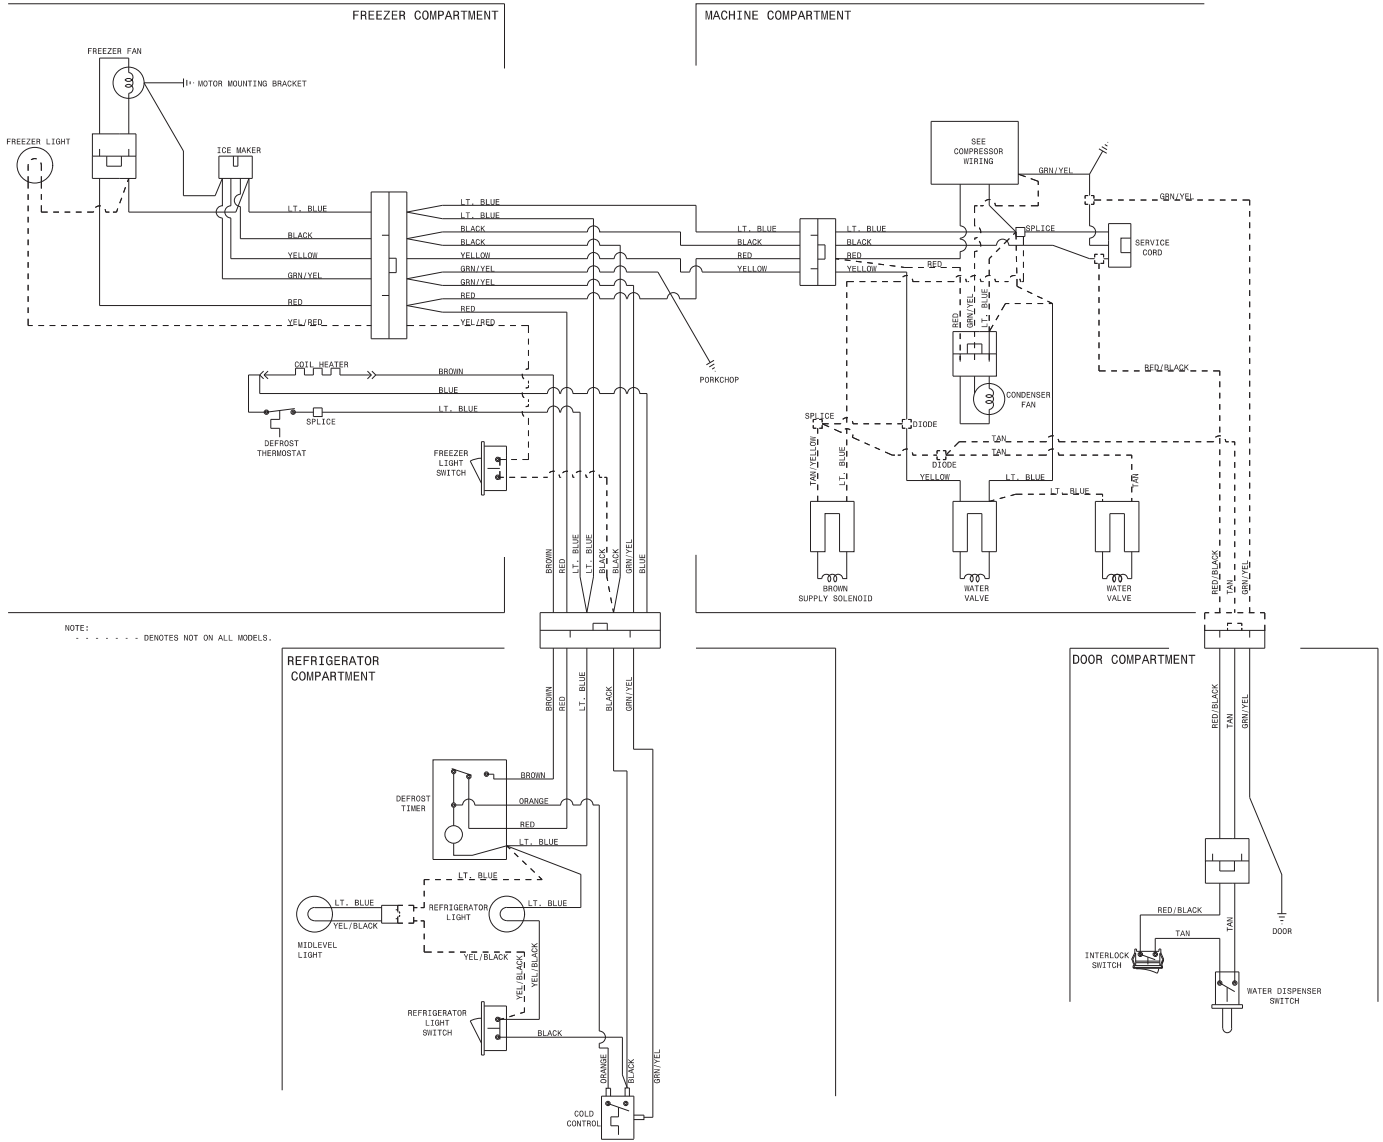 FREEZER COMPARTMENT
MACHINE COMPARTMENT
FREEZER FAN
MOTOR MOUNTING BRACKET
FREEZER LIGHT
ICE MAKER
LT. BLUE
BLACK
YELLOW
GRN/YEL
RED
YEL/RED
LT. BLUE
LT. BLUE
BLACK
BLACK
YELLOW
GRN/YEL
GRN/YEL
RED
RED
YEL/RED
LT. BLUE
BLACK
RED
YELLOW
LT. BLUE
BLACK
RED
YELLOW
RED
SEE
COMPRESSOR
WIRING
GRN/YEL
GRN/YEL
SPLICE
SERVICE
CORD
RED
GRN/YEL
LT. BLUE
CONDENSER
FAN
RED/BLACK
PORKCHOP
COIL HEATER
BROWN
BLUE
LT. BLUE
SPLICE
DEFROST
THERMOSTAT
FREEZER
LIGHT
SWITCH
SPLICE
DIODE
DIODE
TAN
TAN
TAN/YELLOW
LT. BLUE
YELLOW
LT. BLUE
LT. BLUE
TAN
BROWN
SUPPLY SOLENOID
WATER
VALVE
WATER
VALVE
BROWN
RED
LT. BLUE
LT. BLUE
BLACK
BLACK
GRN/YEL
BLUE
RED/BLACK
TAN
GRN/YEL
NOTE:
- - - - - - - DENOTES NOT ON ALL MODELS.
REFRIGERATOR
COMPARTMENT
DOOR COMPARTMENT
BROWN
RED
LT. BLUE
BLACK
GRN/YEL
RED/BLACK
TAN
GRN/YEL
DEFROST
TIMER
BROWN
ORANGE
RED
LT. BLUE
LT. BLUE
LT. BLUE
YEL/BLACK
MIDLEVEL
LIGHT
REFRIGERATOR
LIGHT
LT. BLUE
YEL/BLACK
YEL/BLACK
YEL/BLACK
REFRIGERATOR
LIGHT
SWITCH
BLACK
ORANGE
BLACK
GRN/YEL
COLD
CONTROL
RED/BLACK
TAN
TAN
DOOR
INTERLOCK
SWITCH
WATER DISPENSER
SWITCH